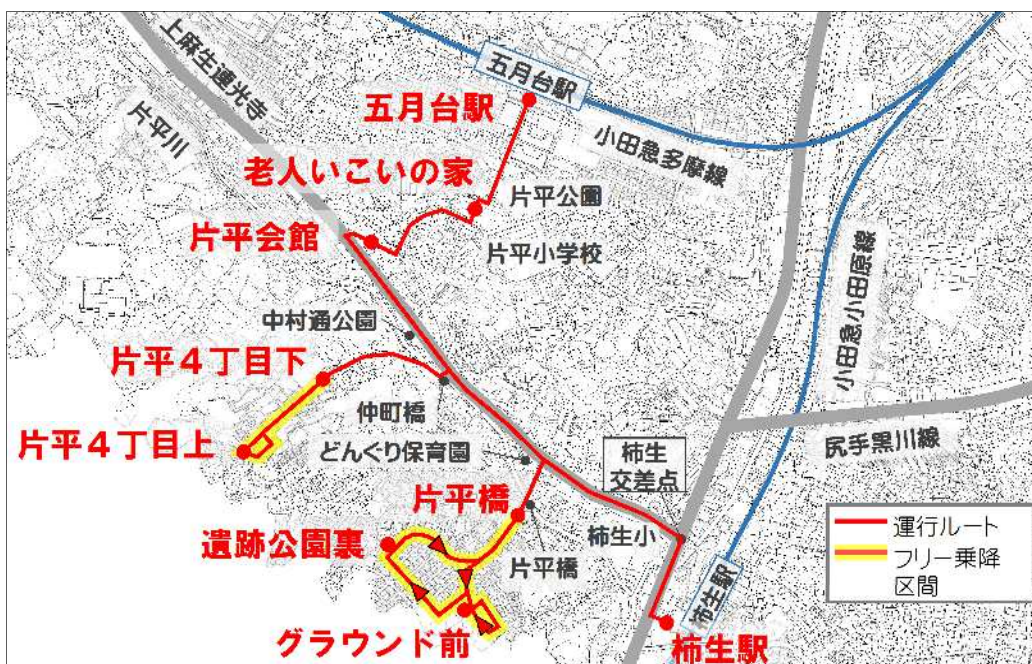 上麻生連光寺
片平川
五月台駅
五月台駅
小田急多摩線
老人いこいの家
片平公園
片平会館
片平小学校
小田急小田原線
中村通公園
片平４丁目下
仲町橋
片平４丁目上
どんぐり保育園
柿生
交差点
尻手黒川線
片平橋
遺跡公園裏
柿生小
片平橋
運行ルート
フリー乗降
区間
グラウンド前
柿生駅
柿生駅